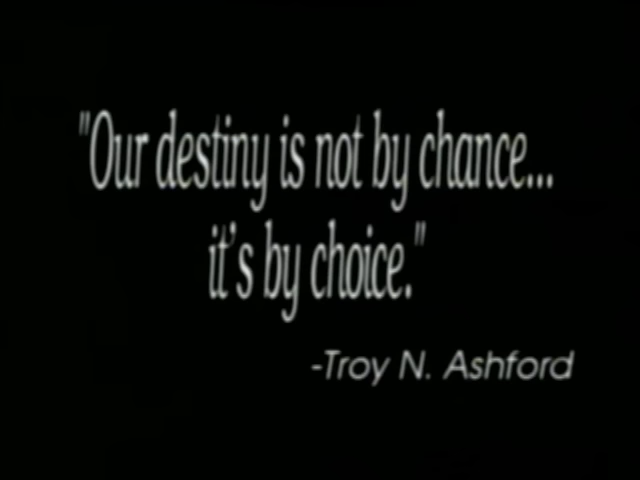 "Our destiny is not by chance...
it's by choice."
-Troy N. Ashford